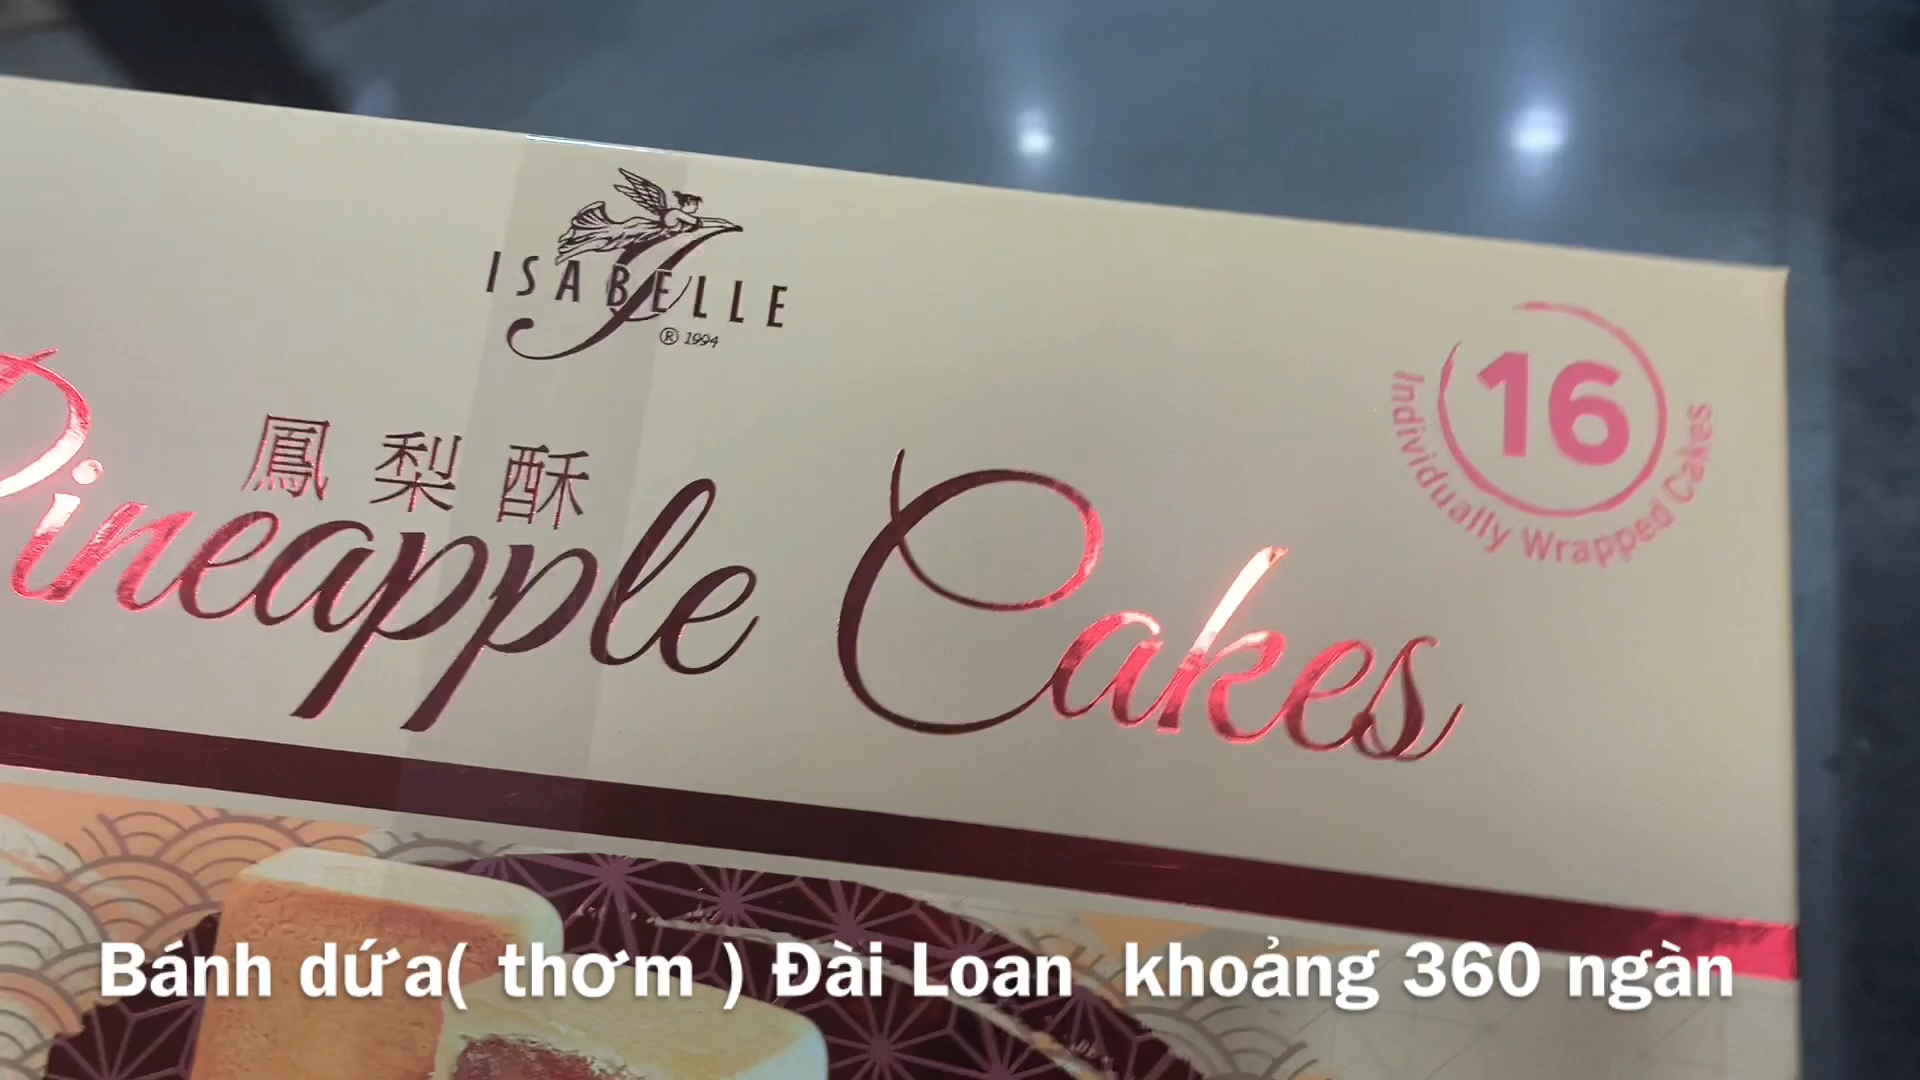 ISABELLE
® 1994
16
Individually Wrapped Cakes
鳳梨酥
Pineapple Cakes
Bánh dứa( thơm ) Đài Loan khoảng 360 ngàn